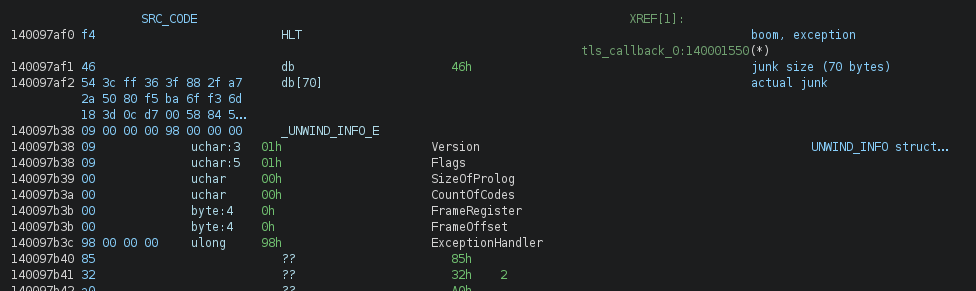 SRC_CODE XREF[1]:
140097af0 f4 HLT boom, exception
tls_callback_0:140001550(*)
140097af1 46 db 46h junk size (70 bytes)
140097af2 54 3c ff 36 3f 88 2f a7 db[70] actual junk
2a 50 80 f5 ba 6f f3 6d
18 3d 0c d7 00 58 84 5...
140097b38 09 00 00 00 98 00 00 00 _UNWIND_INFO_E
140097b38 09 uchar:3 01h Version UNWIND_INFO struct...
140097b38 09 uchar:5 01h Flags
140097b39 00 uchar 00h SizeOfProlog
140097b3a 00 uchar 00h CountOfCodes
140097b3b 00 byte:4 0h FrameRegister
140097b3b 00 byte:4 0h FrameOffset
140097b3c 98 00 00 00 ulong 98h ExceptionHandler
140097b40 85 ?? 85h
140097b41 32 ?? 32h 2
140097b42 a0 ?? A0h